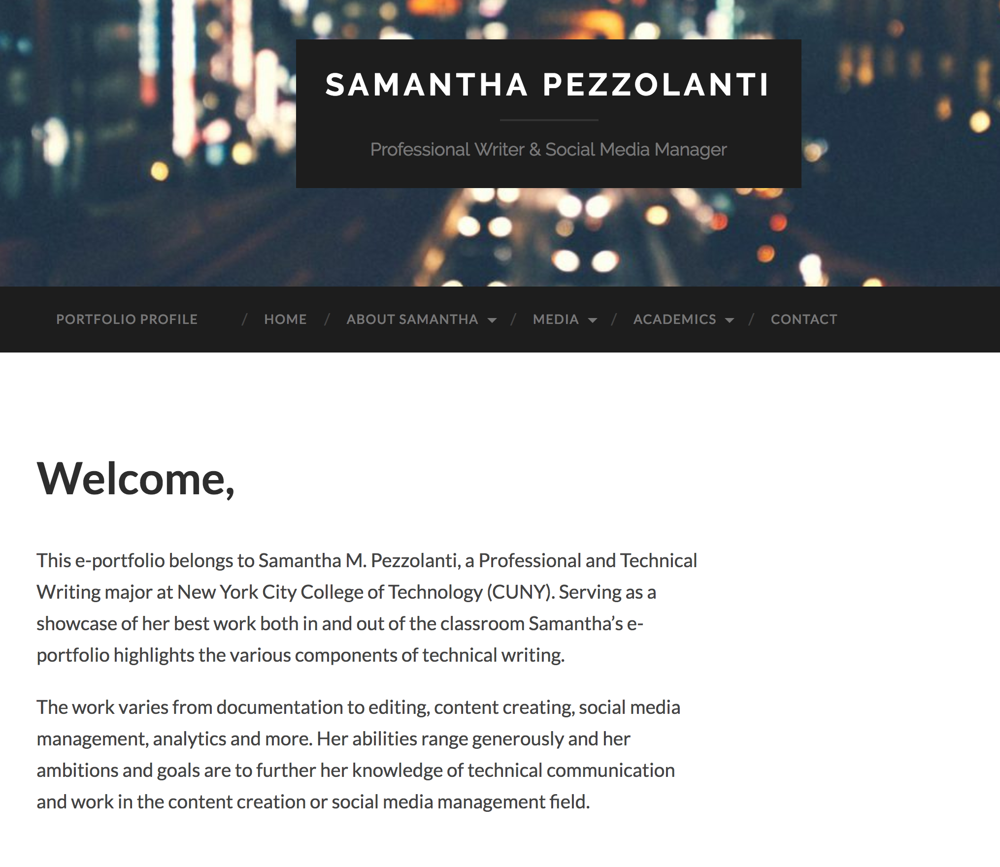 SAMANTHA PEZZOLANTI
Professional Writer & Social Media Manager
PORTFOLIO PROFILE / HOME / ABOUT SAMANTHA / MEDIA / ACADEMICS / CONTACT
Welcome,
This e-portfolio belongs to Samantha M. Pezzolanti, a Professional and Technical
Writing major at New York City College of Technology (CUNY). Serving as a
showcase of her best work both in and out of the classroom Samantha’s e-
portfolio highlights the various components of technical writing.
The work varies from documentation to editing, content creating, social media
management, analytics and more. Her abilities range generously and her
ambitions and goals are to further her knowledge of technical communication
and work in the content creation or social media management field.